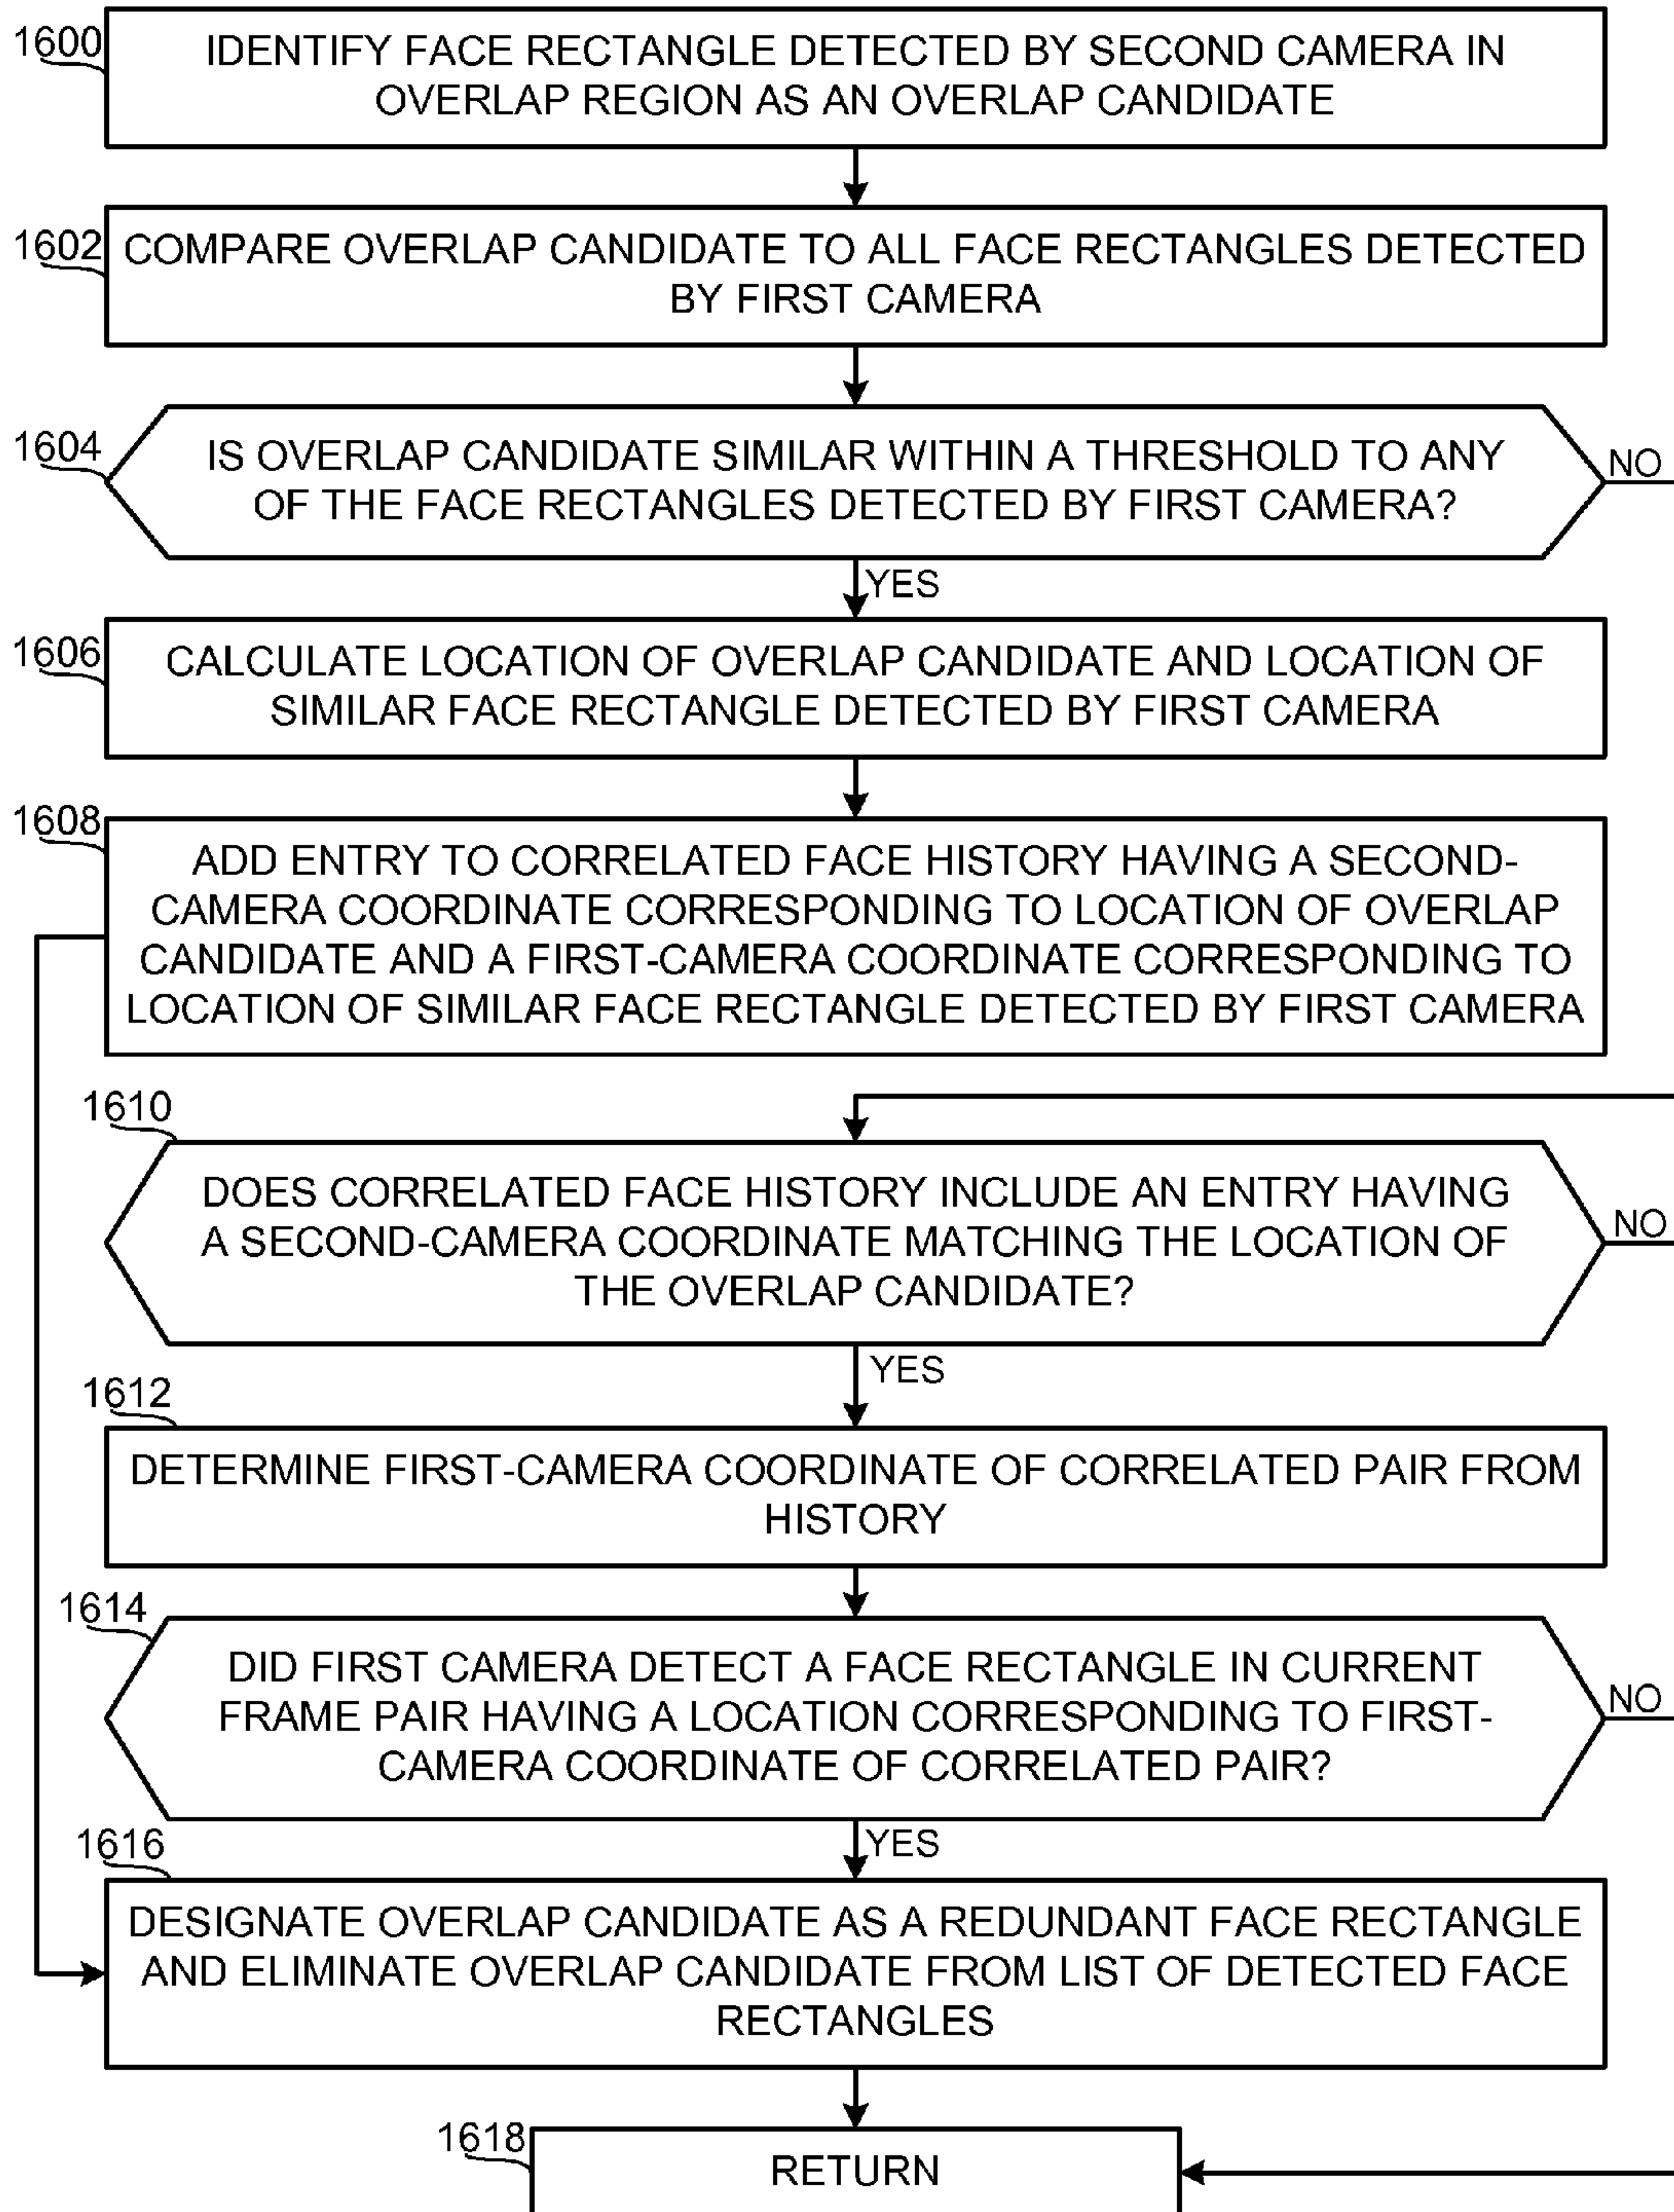 1600
IDENTIFY FACE RECTANGLE DETECTED BY SECOND CAMERA IN
OVERLAP REGION AS AN OVERLAP CANDIDATE
1602
COMPARE OVERLAP CANDIDATE TO ALL FACE RECTANGLES DETECTED
BY FIRST CAMERA
1604
IS OVERLAP CANDIDATE SIMILAR WITHIN A THRESHOLD TO ANY
OF THE FACE RECTANGLES DETECTED BY FIRST CAMERA?
NO
YES
1606
CALCULATE LOCATION OF OVERLAP CANDIDATE AND LOCATION OF
SIMILAR FACE RECTANGLE DETECTED BY FIRST CAMERA
1608
ADD ENTRY TO CORRELATED FACE HISTORY HAVING A SECOND-
CAMERA COORDINATE CORRESPONDING TO LOCATION OF OVERLAP
CANDIDATE AND A FIRST-CAMERA COORDINATE CORRESPONDING TO
LOCATION OF SIMILAR FACE RECTANGLE DETECTED BY FIRST CAMERA
1610
DOES CORRELATED FACE HISTORY INCLUDE AN ENTRY HAVING
A SECOND-CAMERA COORDINATE MATCHING THE LOCATION OF
THE OVERLAP CANDIDATE?
NO
YES
1612
DETERMINE FIRST-CAMERA COORDINATE OF CORRELATED PAIR FROM
HISTORY
1614
DID FIRST CAMERA DETECT A FACE RECTANGLE IN CURRENT
FRAME PAIR HAVING A LOCATION CORRESPONDING TO FIRST-
CAMERA COORDINATE OF CORRELATED PAIR?
NO
YES
1616
DESIGNATE OVERLAP CANDIDATE AS A REDUNDANT FACE RECTANGLE
AND ELIMINATE OVERLAP CANDIDATE FROM LIST OF DETECTED FACE
RECTANGLES
1618
RETURN